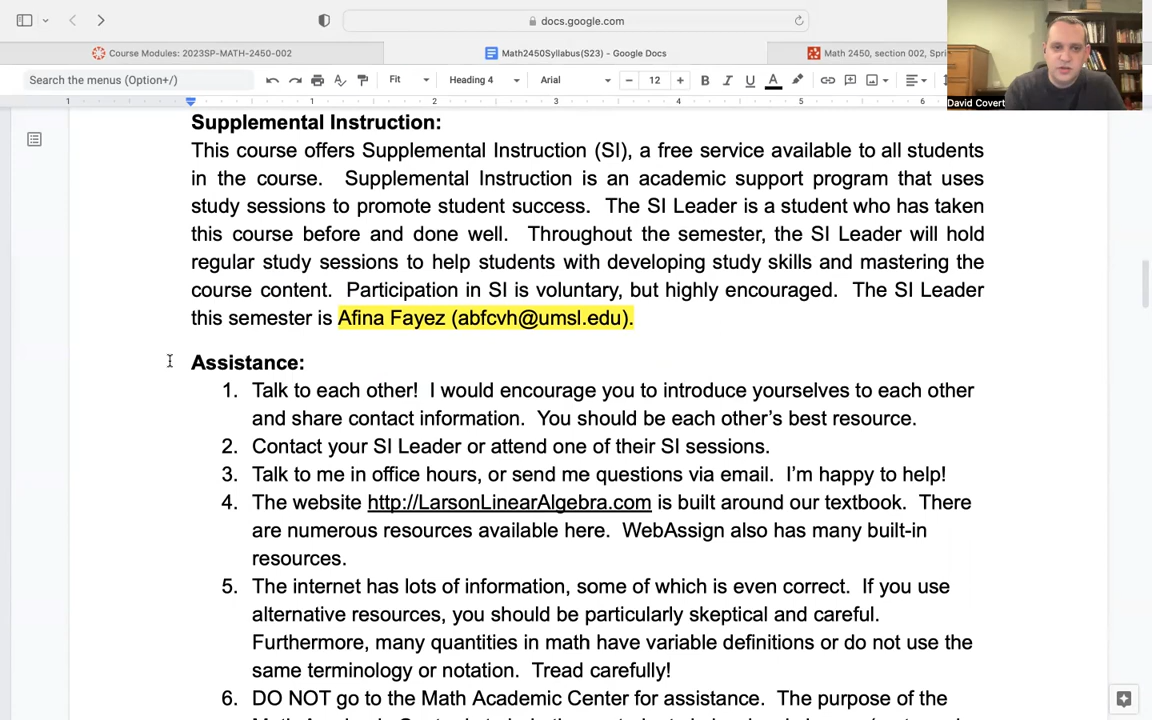 docs.google.com
Course Modules: 2023SP-MATH-2450-002
Math2450Syllabus(S23) - Google Docs
Math 2450, section 002, Spri
Search the menus (Option+/)
Fit
Heading 4
Arial
− 12 +
B I U A
1 1 2 3 4 5 6
David Covert
Supplemental Instruction:
This course offers Supplemental Instruction (SI), a free service available to all students
in the course. Supplemental Instruction is an academic support program that uses
study sessions to promote student success. The SI Leader is a student who has taken
this course before and done well. Throughout the semester, the SI Leader will hold
regular study sessions to help students with developing study skills and mastering the
course content. Participation in SI is voluntary, but highly encouraged. The SI Leader
this semester is Afina Fayez (abfcvh@umsl.edu).
Assistance:
1. Talk to each other! I would encourage you to introduce yourselves to each other
and share contact information. You should be each other's best resource.
2. Contact your SI Leader or attend one of their SI sessions.
3. Talk to me in office hours, or send me questions via email. I'm happy to help!
4. The website http://LarsonLinearAlgebra.com is built around our textbook. There
are numerous resources available here. WebAssign also has many built-in
resources.
5. The internet has lots of information, some of which is even correct. If you use
alternative resources, you should be particularly skeptical and careful.
Furthermore, many quantities in math have variable definitions or do not use the
same terminology or notation. Tread carefully!
6. DO NOT go to the Math Academic Center for assistance. The purpose of the